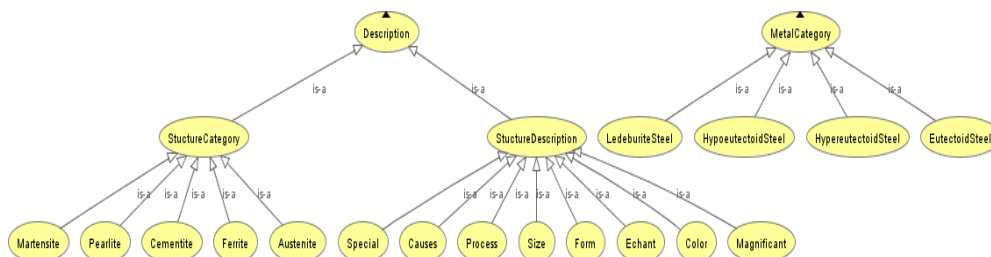 Description
MetalCategory
is-a
is-a
is-a
is-a
is-a
is-a
StuctureCategory
StuctureDescription
LedeburiteSteel
HypoeutectoidSteel
HypereutectoidSteel
EutectoidSteel
is-a
is-a
is-a
is-a
is-a
is-a
is-a
is-a
is-a
is-a
is-a
is-a
is-a
Martensite
Pearlite
Cementite
Ferrite
Austenite
Special
Causes
Process
Size
Form
Echant
Color
Magnificant